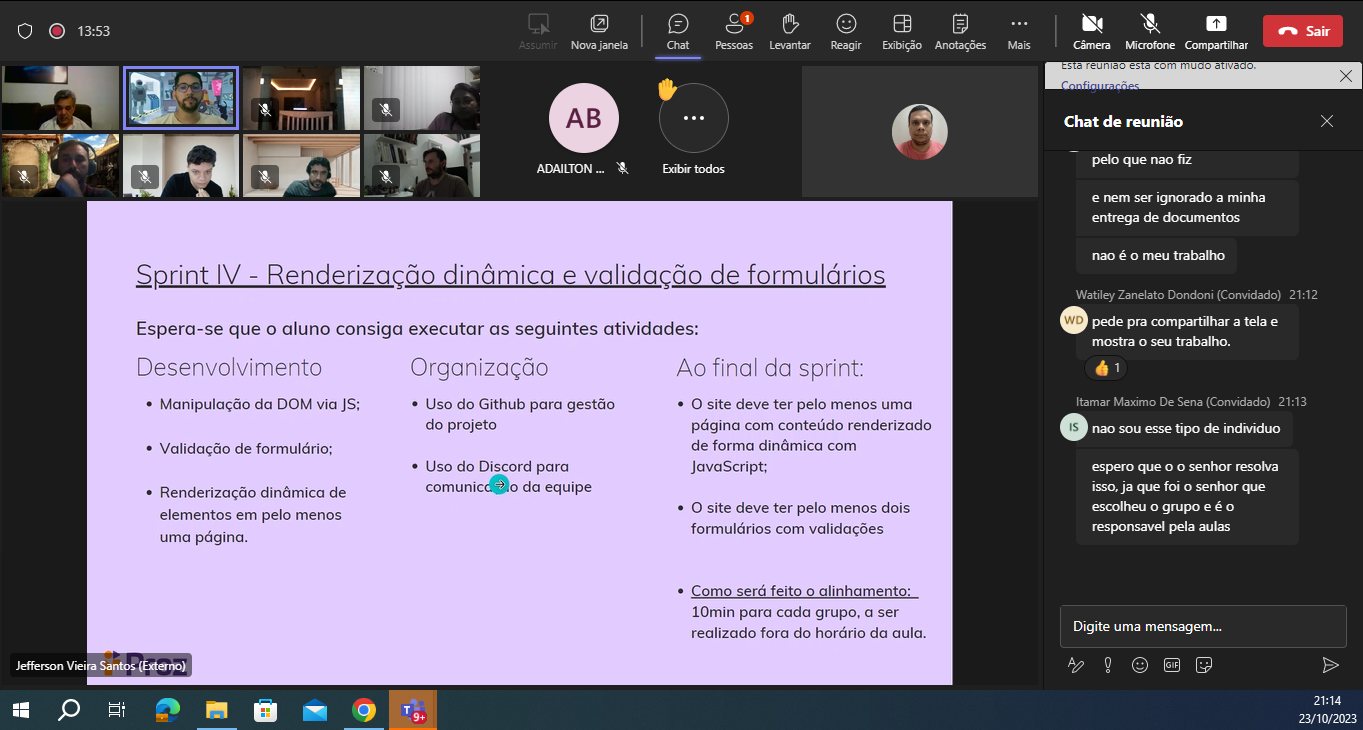 13:53
Assumir
Nova janela
Chat
Pessoas
1
Levantar
Reagir
Exibição
Anotações
Mais
Câmera
Microfone
Compartilhar
Sair
AB
ADAILTON ...
Exibir todos
Sprint IV - Renderização dinâmica e validação de formulários
Espera-se que o aluno consiga executar as seguintes atividades:
Desenvolvimento
• Manipulação da DOM via JS;
• Validação de formulário;
• Renderização dinâmica de
elementos em pelo menos
uma página.
Organização
• Uso do Github para gestão
do projeto
• Uso do Discord para
da equipe
Ao final da sprint:
• O site deve ter pelo menos uma
página com conteúdo renderizado
de forma dinâmica com
JavaScript;
• O site deve ter pelo menos dois
formulários com validações
• Como será feito o alinhamento:
10min para cada grupo, a ser
realizado fora do horário da aula.
Jefferson Vieira Santos (Externo)
Esta reunião está com mudo ativado.
Configurações
Chat de reunião
pelo que nao fiz
e nem ser ignorado a minha
entrega de documentos
nao é o meu trabalho
Watiley Zanelato Dondoni (Convidado) 21:12
WD
pede pra compartilhar a tela e
mostra o seu trabalho.
1
Itamar Maximo De Sena (Convidado) 21:13
IS
nao sou esse tipo de individuo
espero que o o senhor resolva
isso, ja que foi o senhor que
escolheu o grupo e é o
responsavel pela aulas
Digite uma mensagem...
GIF
T
9+
21:14
23/10/2023